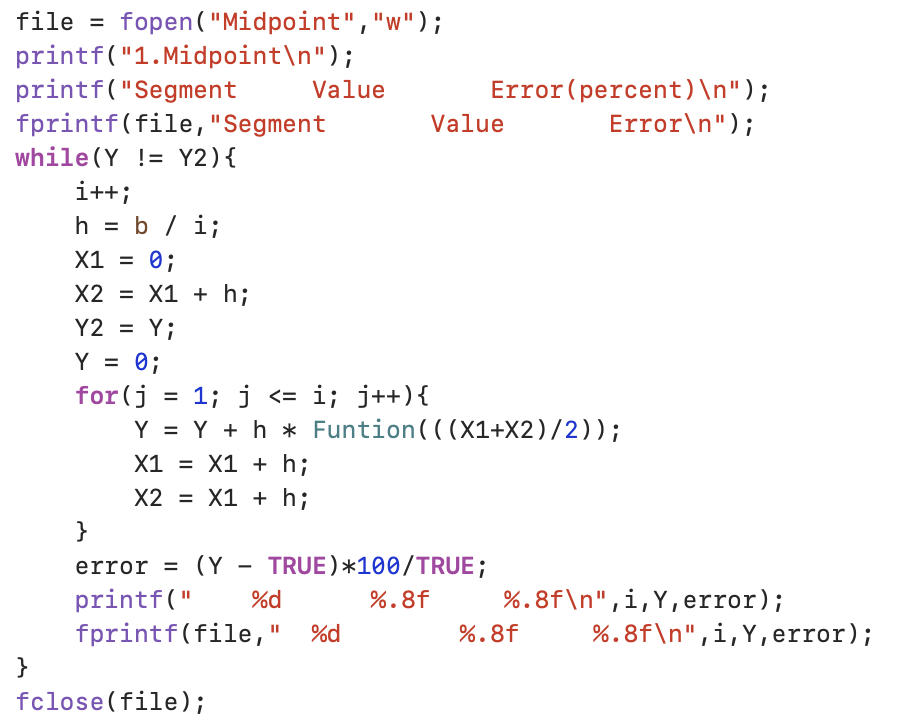 file = fopen("Midpoint","w");
printf("1.Midpoint\n");
printf("Segment     Value       Error(percent)\n");
fprintf(file,"Segment       Value       Error\n");
while(Y != Y2){
    i++;
    h = b / i;
    X1 = 0;
    X2 = X1 + h;
    Y2 = Y;
    Y = 0;
    for(j = 1; j <= i; j++){
        Y = Y + h * Funtion(((X1+X2)/2));
        X1 = X1 + h;
        X2 = X1 + h;
    }
    error = (Y - TRUE)*100/TRUE;
    printf("    %d      %.8f     %.8f\n",i,Y,error);
    fprintf(file,"  %d        %.8f     %.8f\n",i,Y,error);
}
fclose(file);